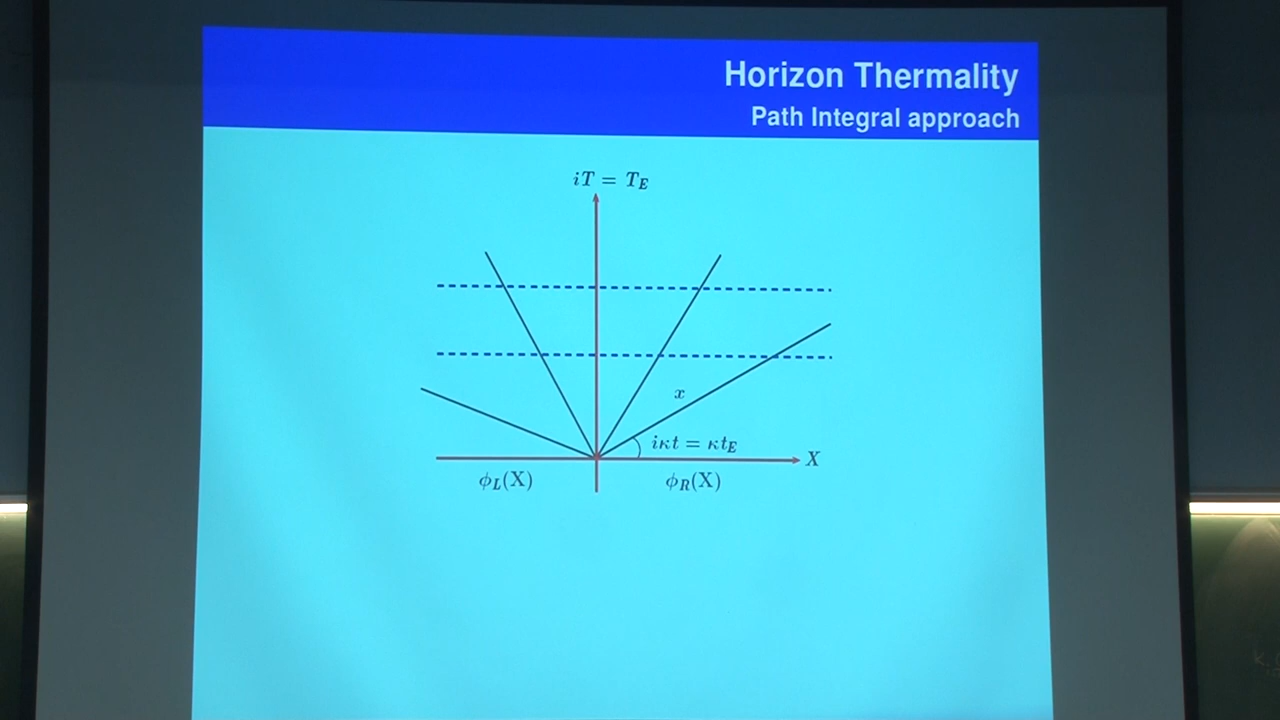 Horizon Thermality
Path Integral approach
iT = T_E
x
iκt = κt_E
X
ϕ_L(X)
ϕ_R(X)